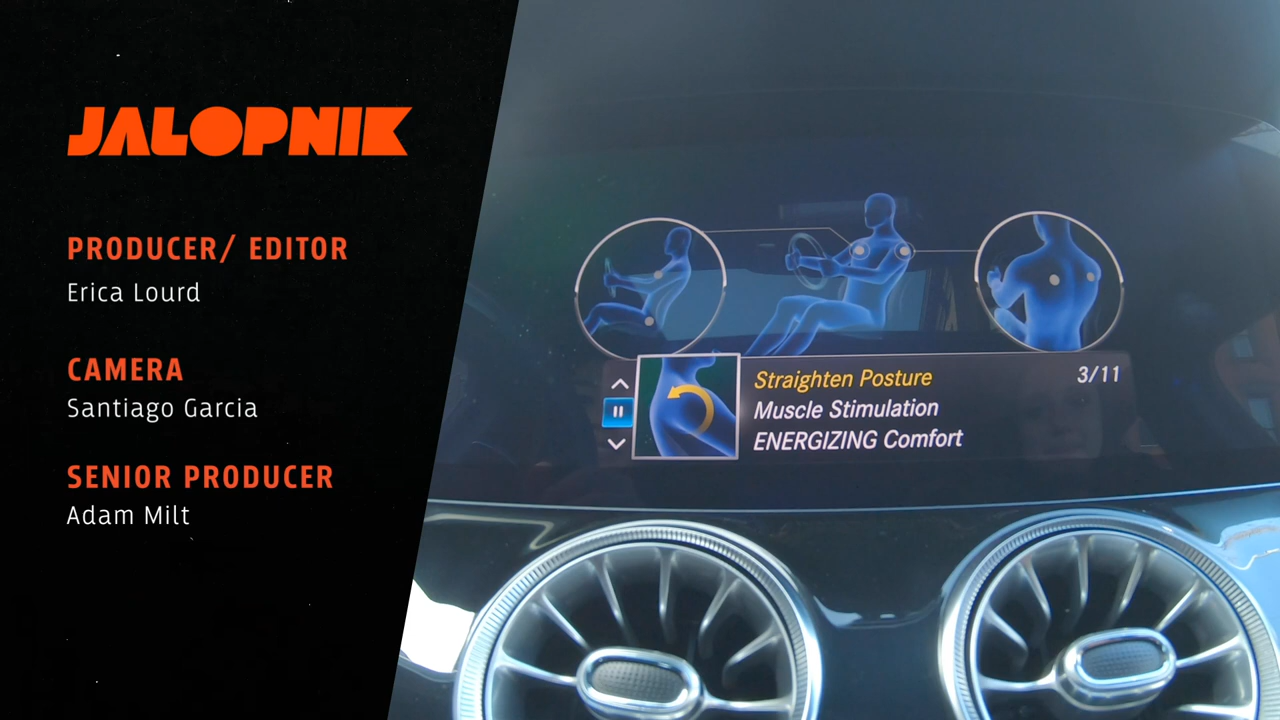 JALOPNIK
PRODUCER/ EDITOR
Erica Lourd
CAMERA
Santiago Garcia
SENIOR PRODUCER
Adam Milt
Straighten Posture
3/11
Muscle Stimulation
ENERGIZING Comfort